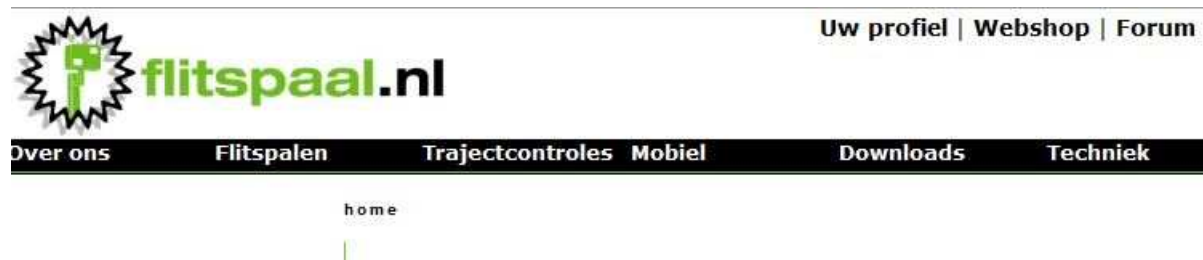 Uw profiel | Webshop | Forum
flitspaal.nl
Over ons Flitspalen Trajectcontroles Mobiel Downloads Techniek
home